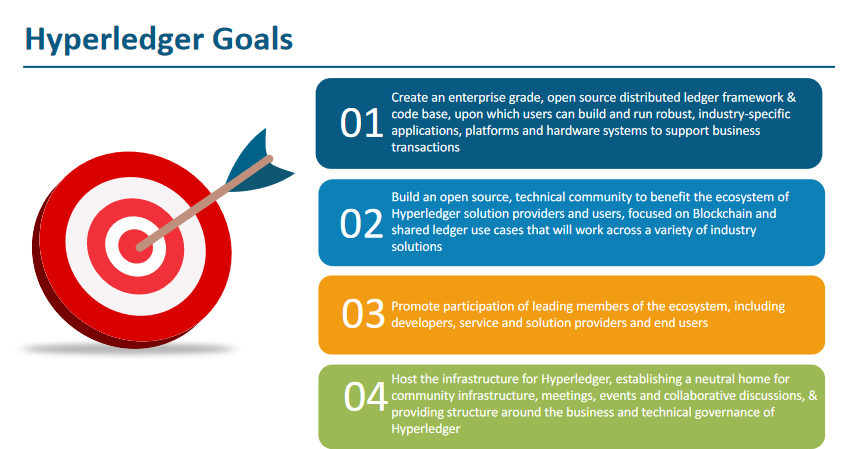 Hyperledger Goals
01
Create an enterprise grade, open source distributed ledger framework &
code base, upon which users can build and run robust, industry-specific
applications, platforms and hardware systems to support business
transactions
02
Build an open source, technical community to benefit the ecosystem of
Hyperledger solution providers and users, focused on Blockchain and
shared ledger use cases that will work across a variety of industry
solutions
03
Promote participation of leading members of the ecosystem, including
developers, service and solution providers and end users
04
Host the infrastructure for Hyperledger, establishing a neutral home for
community infrastructure, meetings, events and collaborative discussions, &
providing structure around the business and technical governance of
Hyperledger